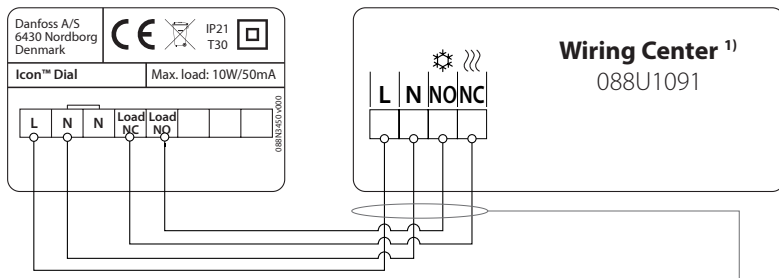 Danfoss A/S
6430 Nordborg
Denmark
CE
IP21
T30
Icon™ Dial
Max. load: 10W/50mA
L N N Load NC Load NO
088N3450 v000
Wiring Center 1)
088U1091
L N NO NC